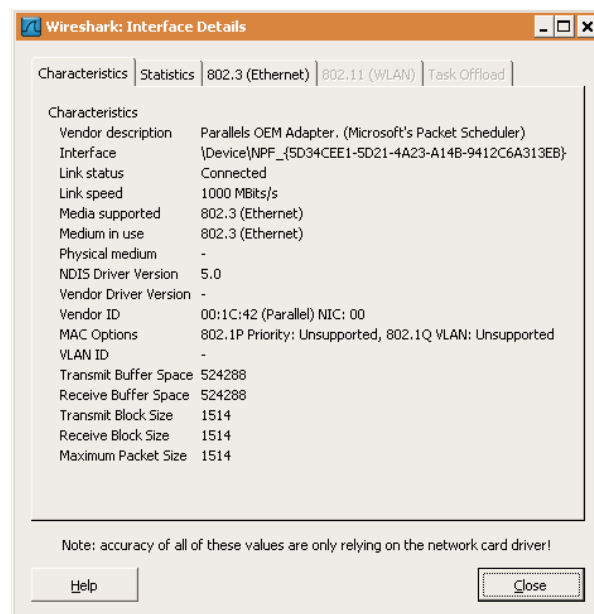 Wireshark: Interface Details
Characteristics Statistics 802.3 (Ethernet) 802.11 (WLAN) Task Offload
Characteristics
Vendor description Parallels OEM Adapter. (Microsoft's Packet Scheduler)
Interface \Device\NPF_{5D34CEE1-5D21-4A23-A14B-9412C6A313EB}
Link status Connected
Link speed 1000 MBits/s
Media supported 802.3 (Ethernet)
Medium in use 802.3 (Ethernet)
Physical medium -
NDIS Driver Version 5.0
Vendor Driver Version -
Vendor ID 00:1C:42 (Parallel) NIC: 00
MAC Options 802.1P Priority: Unsupported, 802.1Q VLAN: Unsupported
VLAN ID -
Transmit Buffer Space 524288
Receive Buffer Space 524288
Transmit Block Size 1514
Receive Block Size 1514
Maximum Packet Size 1514
Note: accuracy of all of these values are only relying on the network card driver!
Help Close